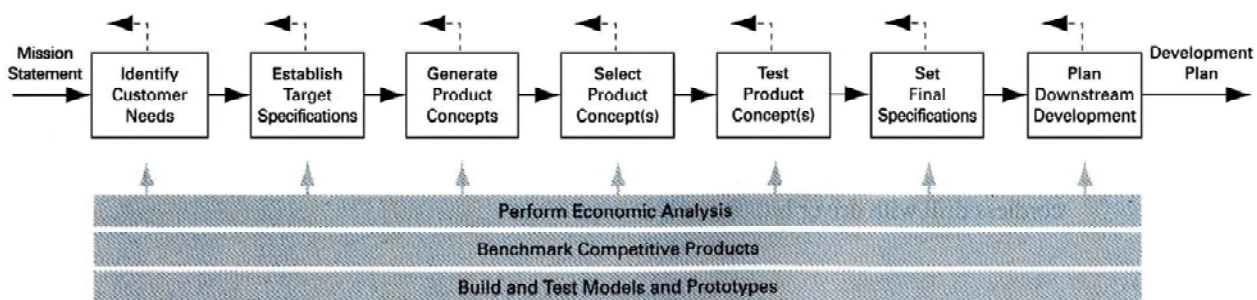 Mission
Statement
Identify
Customer
Needs
Establish
Target
Specifications
Generate
Product
Concepts
Select
Product
Concept(s)
Test
Product
Concept(s)
Set
Final
Specifications
Plan
Downstream
Development
Development
Plan
Perform Economic Analysis
Benchmark Competitive Products
Build and Test Models and Prototypes